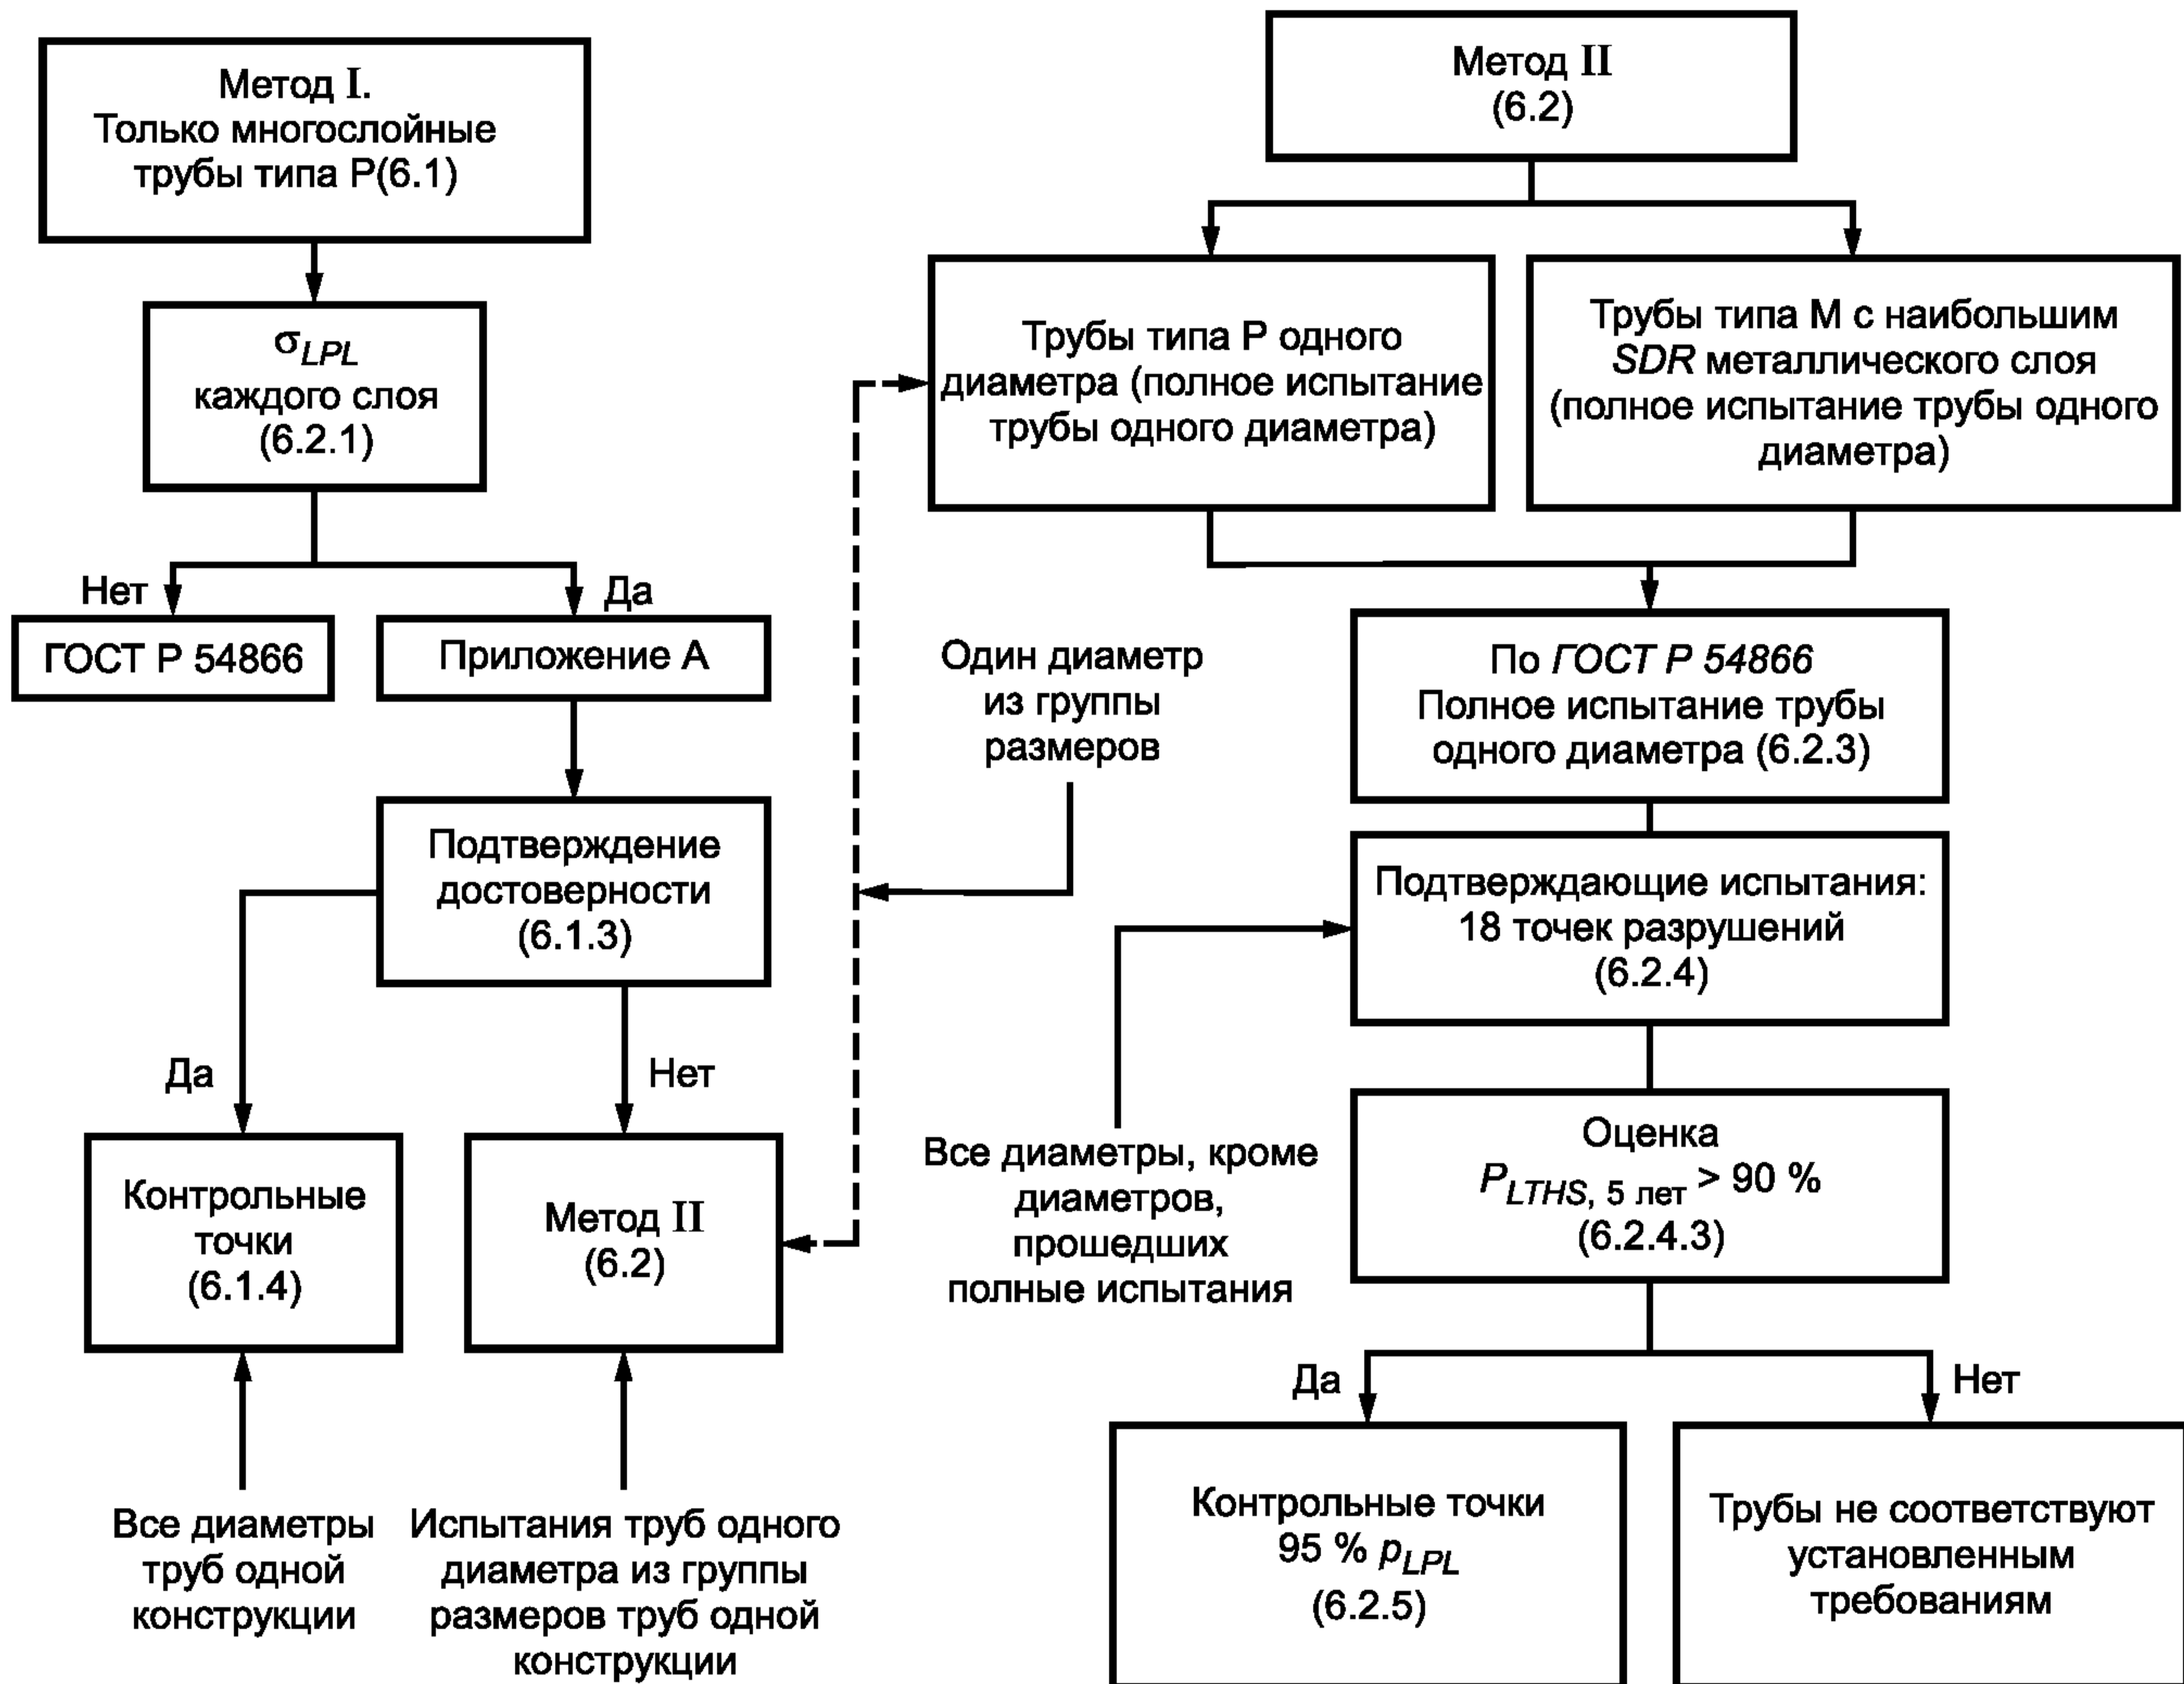 Метод I.
Только многослойные
трубы типа Р(6.1)
σLPL
каждого слоя
(6.2.1)
Нет
Да
ГОСТ Р 54866
Приложение А
Подтверждение
достоверности
(6.1.3)
Да
Нет
Контрольные
точки
(6.1.4)
Метод II
(6.2)
Все диаметры
труб одной
конструкции
Испытания труб одного
диаметра из группы
размеров труб одной
конструкции
Метод II
(6.2)
Трубы типа Р одного
диаметра (полное испытание
трубы одного диаметра)
Трубы типа М с наибольшим
SDR металлического слоя
(полное испытание трубы одного
диаметра)
Один диаметр
из группы
размеров
По ГОСТ Р 54866
Полное испытание трубы
одного диаметра (6.2.3)
Подтверждающие испытания:
18 точек разрушений
(6.2.4)
Все диаметры, кроме
диаметров,
прошедших
полные испытания
Оценка
PLTHS, 5 лет > 90 %
(6.2.4.3)
Да
Нет
Контрольные точки
95 % pLPL
(6.2.5)
Трубы не соответствуют
установленным
требованиям